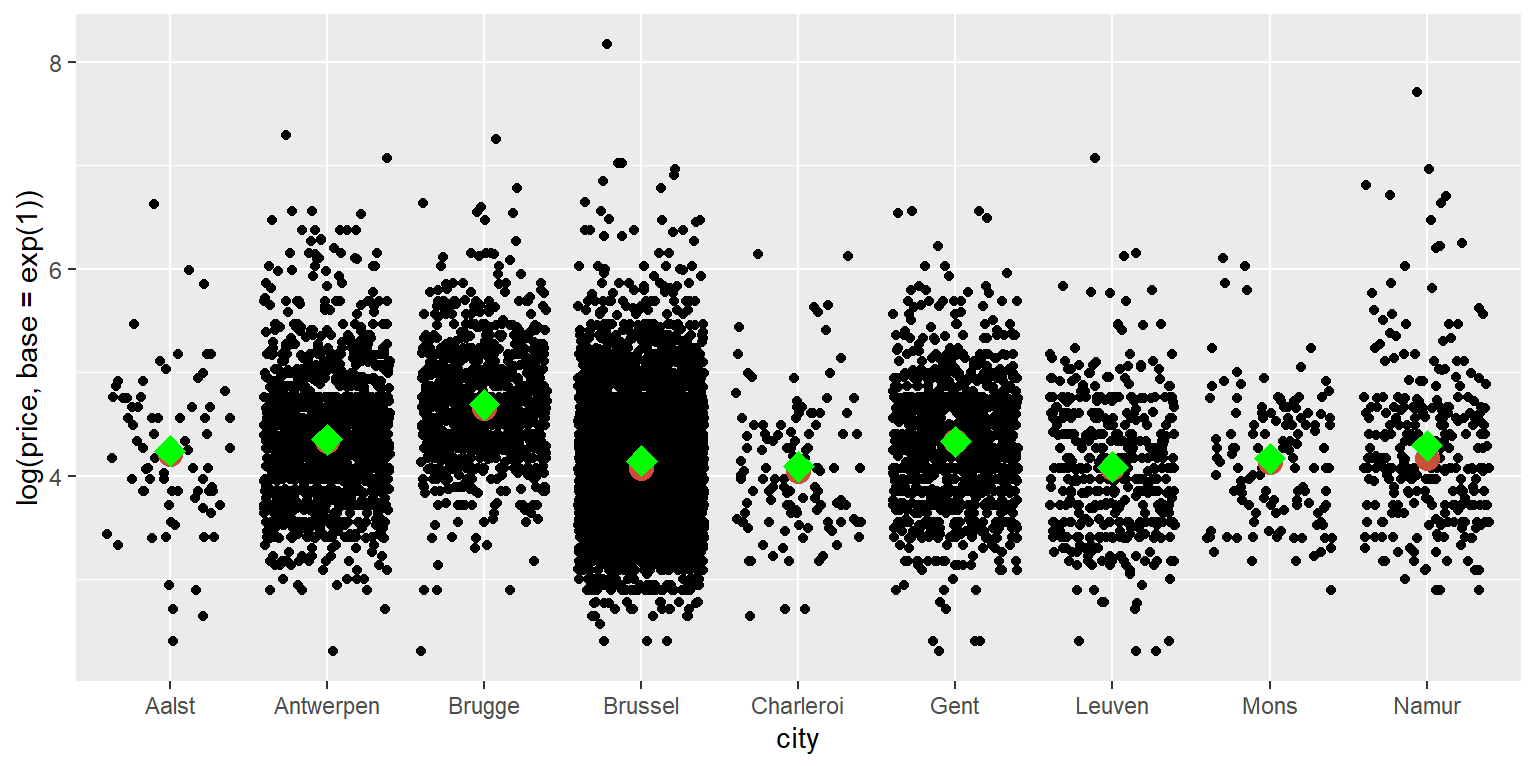 log(price, base = exp(1))
8
6
4
Aalst Antwerpen Brugge Brussel Charleroi Gent Leuven Mons Namur
city